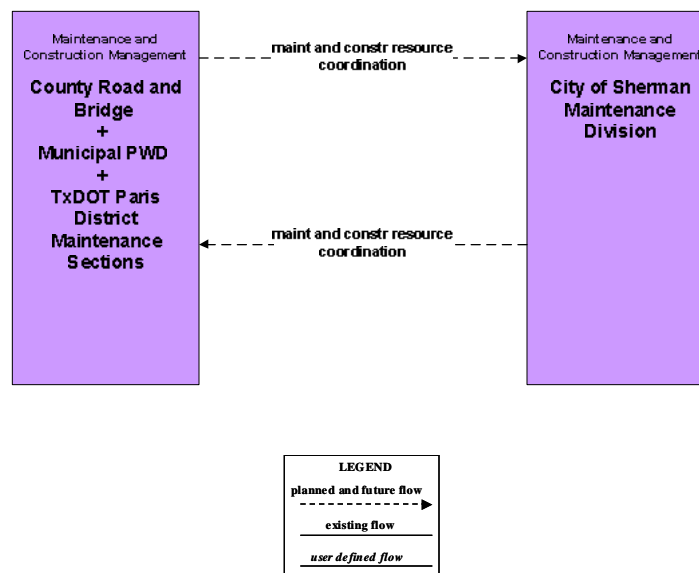 Maintenance and
Construction Management
County Road and
Bridge
+
Municipal PWD
+
TxDOT Paris
District
Maintenance
Sections
maint and constr resource
coordination
maint and constr resource
coordination
Maintenance and
Construction Management
City of Sherman
Maintenance
Division
LEGEND
planned and future flow
existing flow
user defined flow